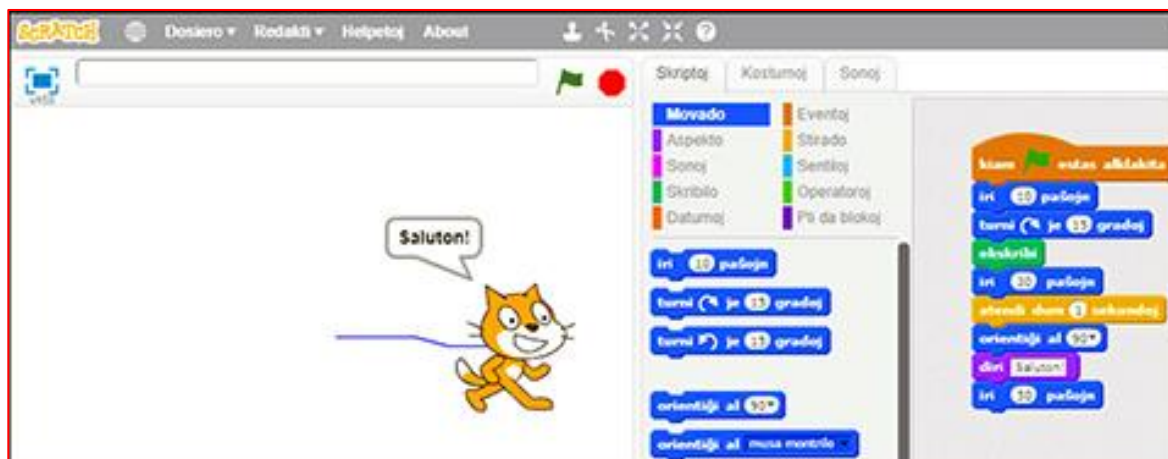 SCRATCH Dosiero Redakti Helpetoj About
Skriptoj Kostumoj Sonoj
Movado Eventoj
Aspekto Stirado
Sonoj Sentiloj
Skribilo Operatoroj
Datumoj Pli da blokoj
Saluton!
iri 10 paŝojn
turni je 15 gradoj
turni je 15 gradoj
orientiĝi al 90
orientiĝi al musa montrilo
kiam estas alklakita
iri 10 paŝojn
turni je 15 gradoj
ekskribi
iri 30 paŝojn
atendi dum 1 sekundoj
orientiĝi al 90
diri Saluton!
iri paŝojn